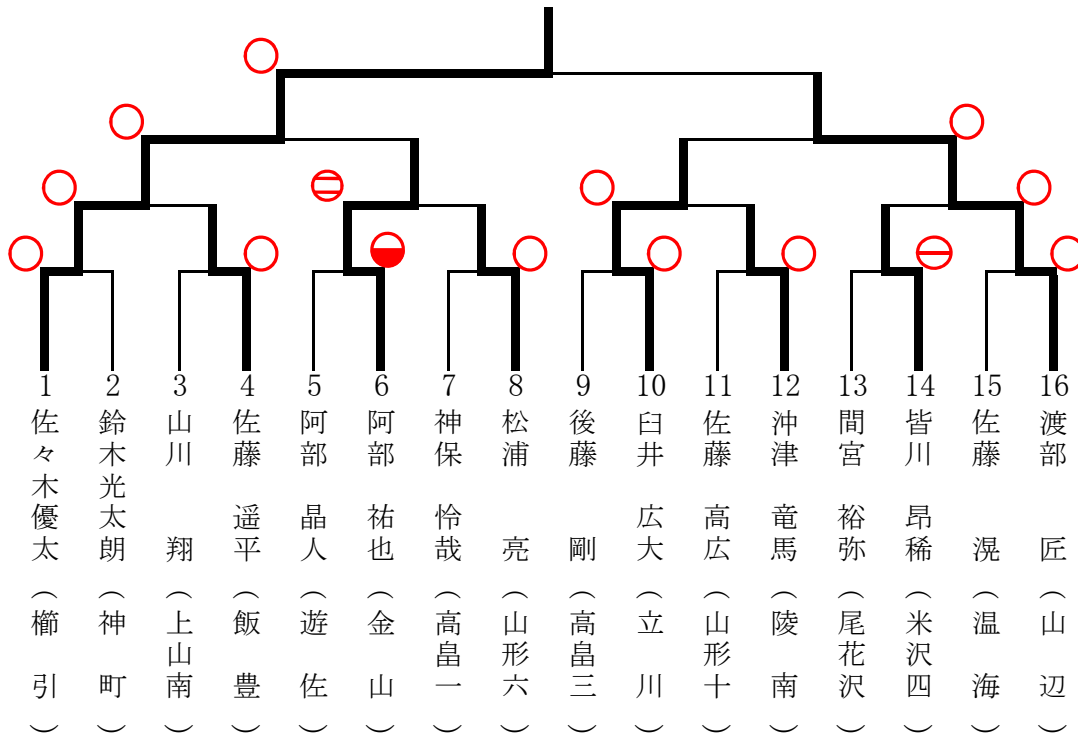 1 佐々木優太(櫛引)
2 鈴木光太朗(神町)
3 山川 翔(上山南)
4 佐藤 遥平(飯豊)
5 阿部 晶人(遊佐)
6 阿部 祐也(金山)
7 神保 怜哉(高畠一)
8 松浦 亮(山形六)
9 後藤 剛(高畠三)
10 臼井 広大(立川)
11 佐藤 高広(山形十)
12 沖津 竜馬(陵南)
13 間宮 裕弥(尾花沢)
14 皆川 昂稀(米沢四)
15 佐藤 滉(温海)
16 渡部 匠(山辺)